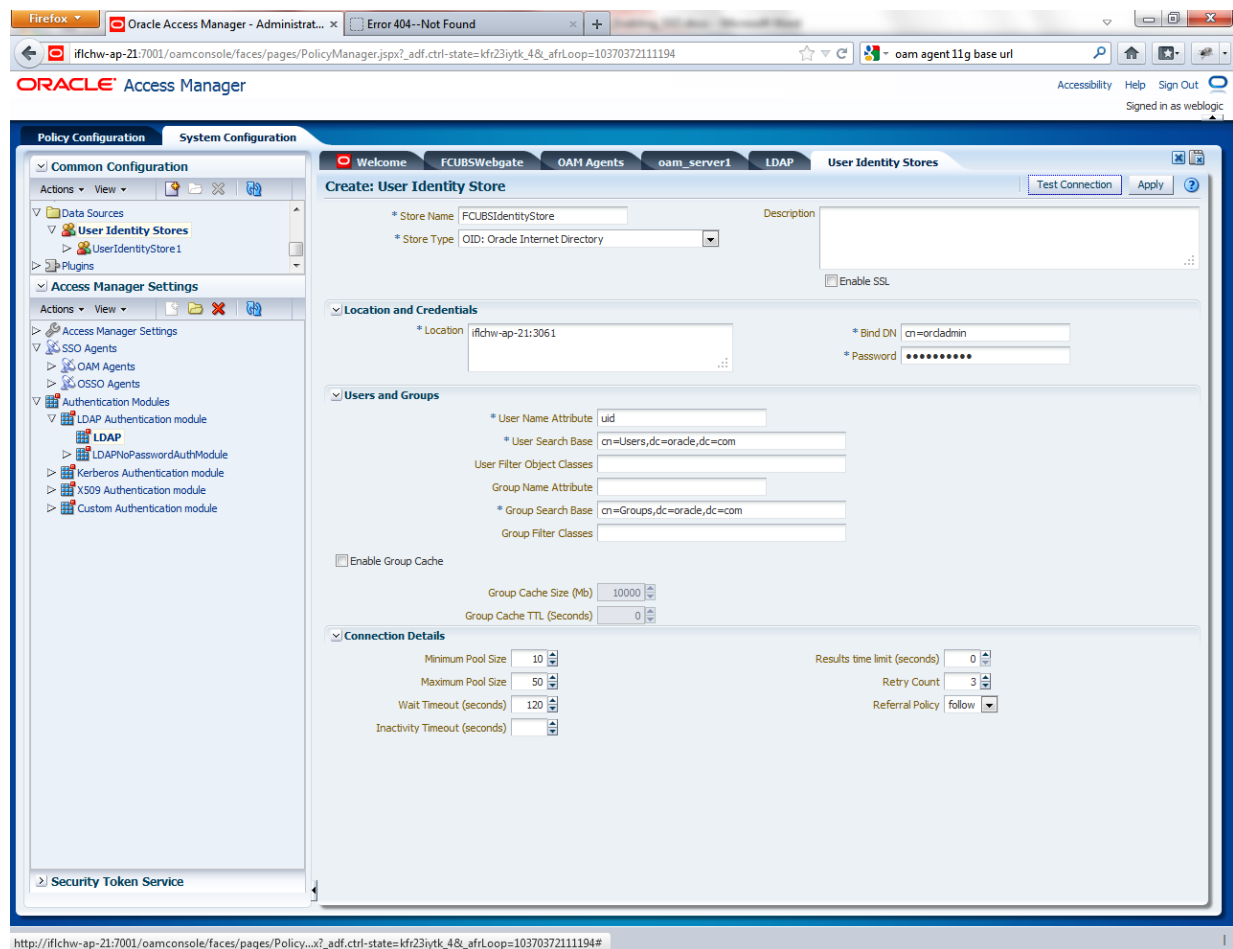 Firefox
Oracle Access Manager - Administrat... ×
Error 404--Not Found ×
+
iflchw-ap-21:7001/oamconsole/faces/pages/PolicyManager.jspx?_adf.ctrl-state=kfr23iytk_4&_afrLoop=10370372111194
oam agent 11g base url
ORACLE Access Manager
Accessibility Help Sign Out
Signed in as weblogic
Policy Configuration System Configuration
Common Configuration
Actions View
Data Sources
User Identity Stores
UserIdentityStore1
Plugins
Access Manager Settings
Actions View
Access Manager Settings
SSO Agents
OAM Agents
OSSO Agents
Authentication Modules
LDAP Authentication module
LDAP
LDAPNoPasswordAuthModule
Kerberos Authentication module
X509 Authentication module
Custom Authentication module
Security Token Service
Welcome FCUBSWebgate OAM Agents oam_server1 LDAP User Identity Stores
Create: User Identity Store
Test Connection Apply ?
* Store Name FCUBSIdentityStore
* Store Type OID: Oracle Internet Directory
Description
Enable SSL
Location and Credentials
* Location iflchw-ap-21:3061
* Bind DN cn=orcladmin
* Password ••••••••••
Users and Groups
* User Name Attribute uid
* User Search Base cn=Users,dc=oracle,dc=com
User Filter Object Classes
Group Name Attribute
* Group Search Base cn=Groups,dc=oracle,dc=com
Group Filter Classes
Enable Group Cache
Group Cache Size (Mb) 10000
Group Cache TTL (Seconds) 0
Connection Details
Minimum Pool Size 10
Maximum Pool Size 50
Wait Timeout (seconds) 120
Inactivity Timeout (seconds)
Results time limit (seconds) 0
Retry Count 3
Referral Policy follow
http://iflchw-ap-21:7001/oamconsole/faces/pages/Policy...x?_adf.ctrl-state=kfr23iytk_4&_afrLoop=10370372111194#